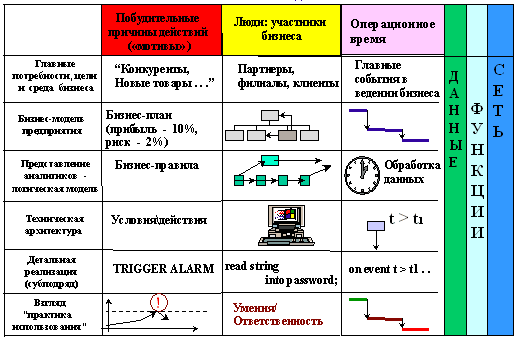 Побудительные
причины действий
(«мотивы»)
Люди: участники
бизнеса
Операционное
время
Главные
потребности, цели
и среда бизнеса
“Конкуренты,
Новые товары . . .”
Партнеры,
филиалы, клиенты
Главные
события в
ведении бизнеса
Бизнес-модель
предприятия
Бизнес-план
(прибыль - 10%,
риск - 2%)
Представление
аналитиков -
логическая модель
Бизнес-правила
Обработка
данных
Техническая
архитектура
Условия\действия
t > t1
Детальная
реализация
(субподряд)
TRIGGER ALARM
read string
into password;
on event t > t1 . .
Взгляд
“практика
использования”
!
Умения/
Ответственность
ДАННЫЕ
ФУНКЦИИ
СЕТЬ